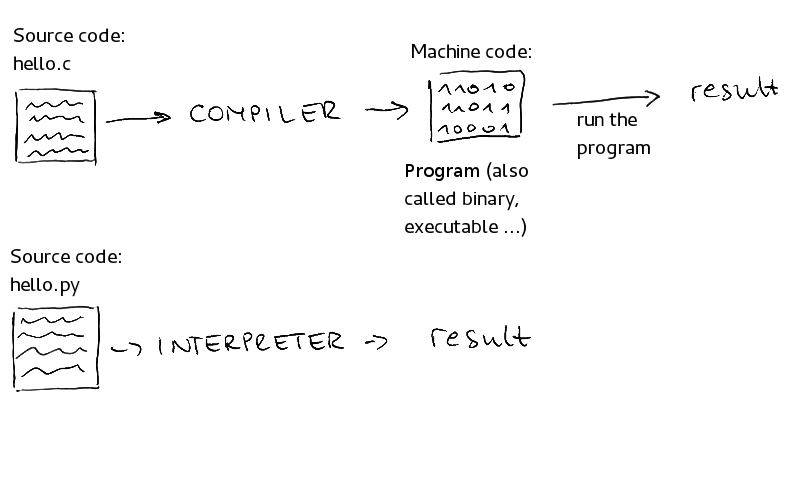 Source code:
hello.c
COMPILER
Machine code:
11010
11011
10001
Program (also
called binary,
executable ...)
run the
program
result
Source code:
hello.py
INTERPRETER
result